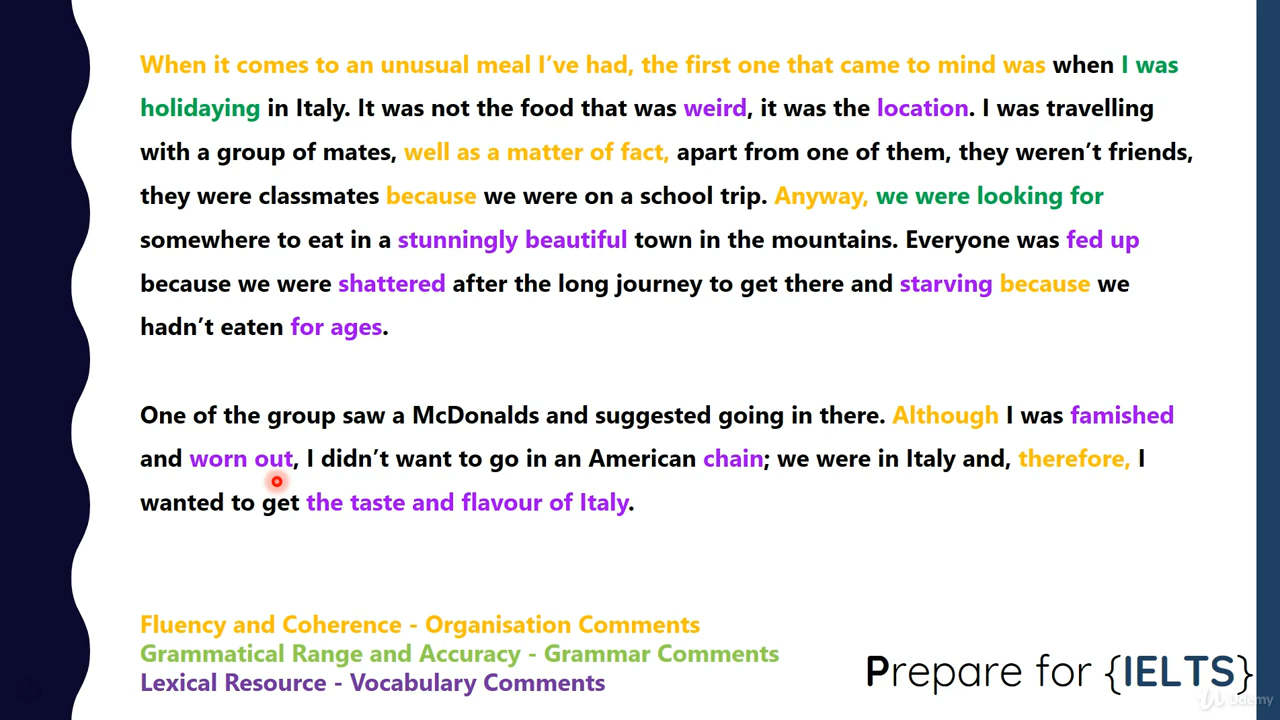 When it comes to an unusual meal I’ve had, the first one that came to mind was when I was
holidaying in Italy. It was not the food that was weird, it was the location. I was travelling
with a group of mates, well as a matter of fact, apart from one of them, they weren’t friends,
they were classmates because we were on a school trip. Anyway, we were looking for
somewhere to eat in a stunningly beautiful town in the mountains. Everyone was fed up
because we were shattered after the long journey to get there and starving because we
hadn’t eaten for ages.
One of the group saw a McDonalds and suggested going in there. Although I was famished
and worn out, I didn’t want to go in an American chain; we were in Italy and, therefore, I
wanted to get the taste and flavour of Italy.
Fluency and Coherence - Organisation Comments
Grammatical Range and Accuracy - Grammar Comments
Lexical Resource - Vocabulary Comments
Prepare for {IELTS}
Udemy